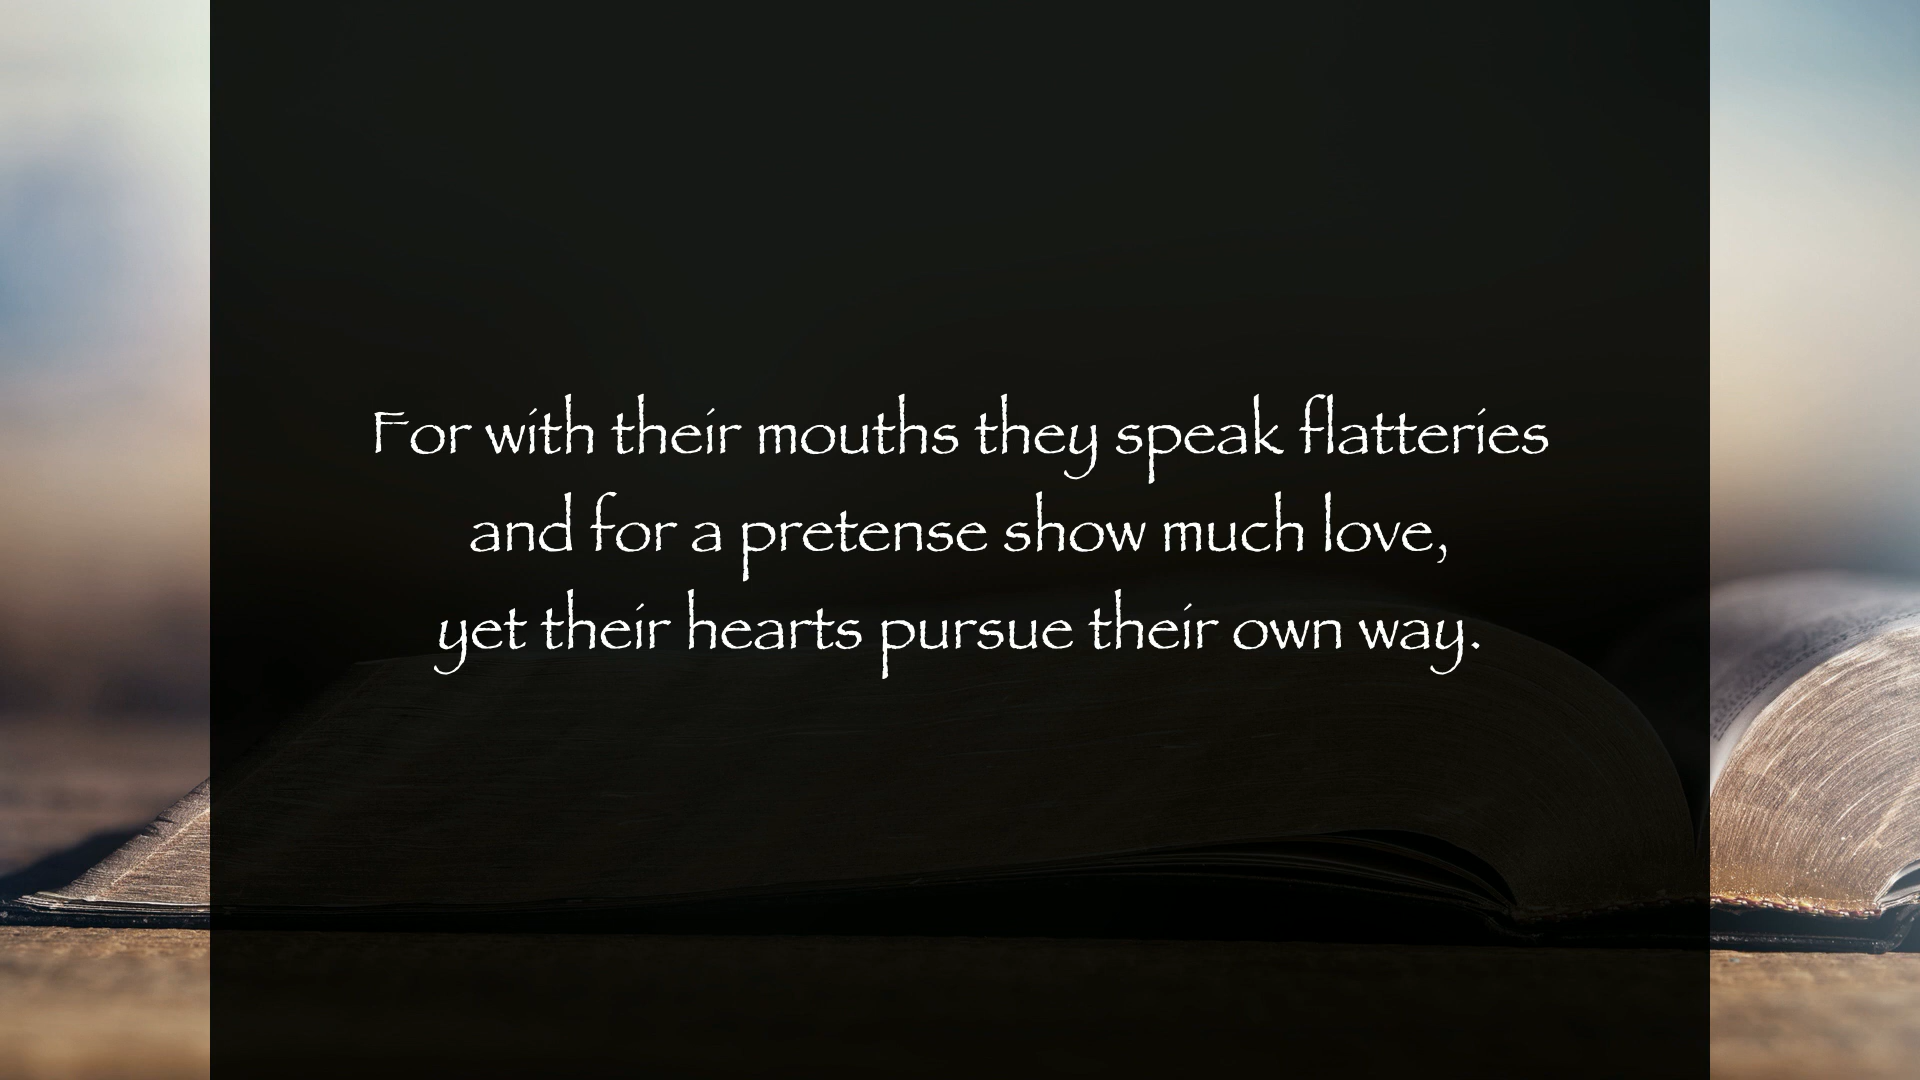 For with their mouths they speak flatteries
and for a pretense show much love,
yet their hearts pursue their own way.